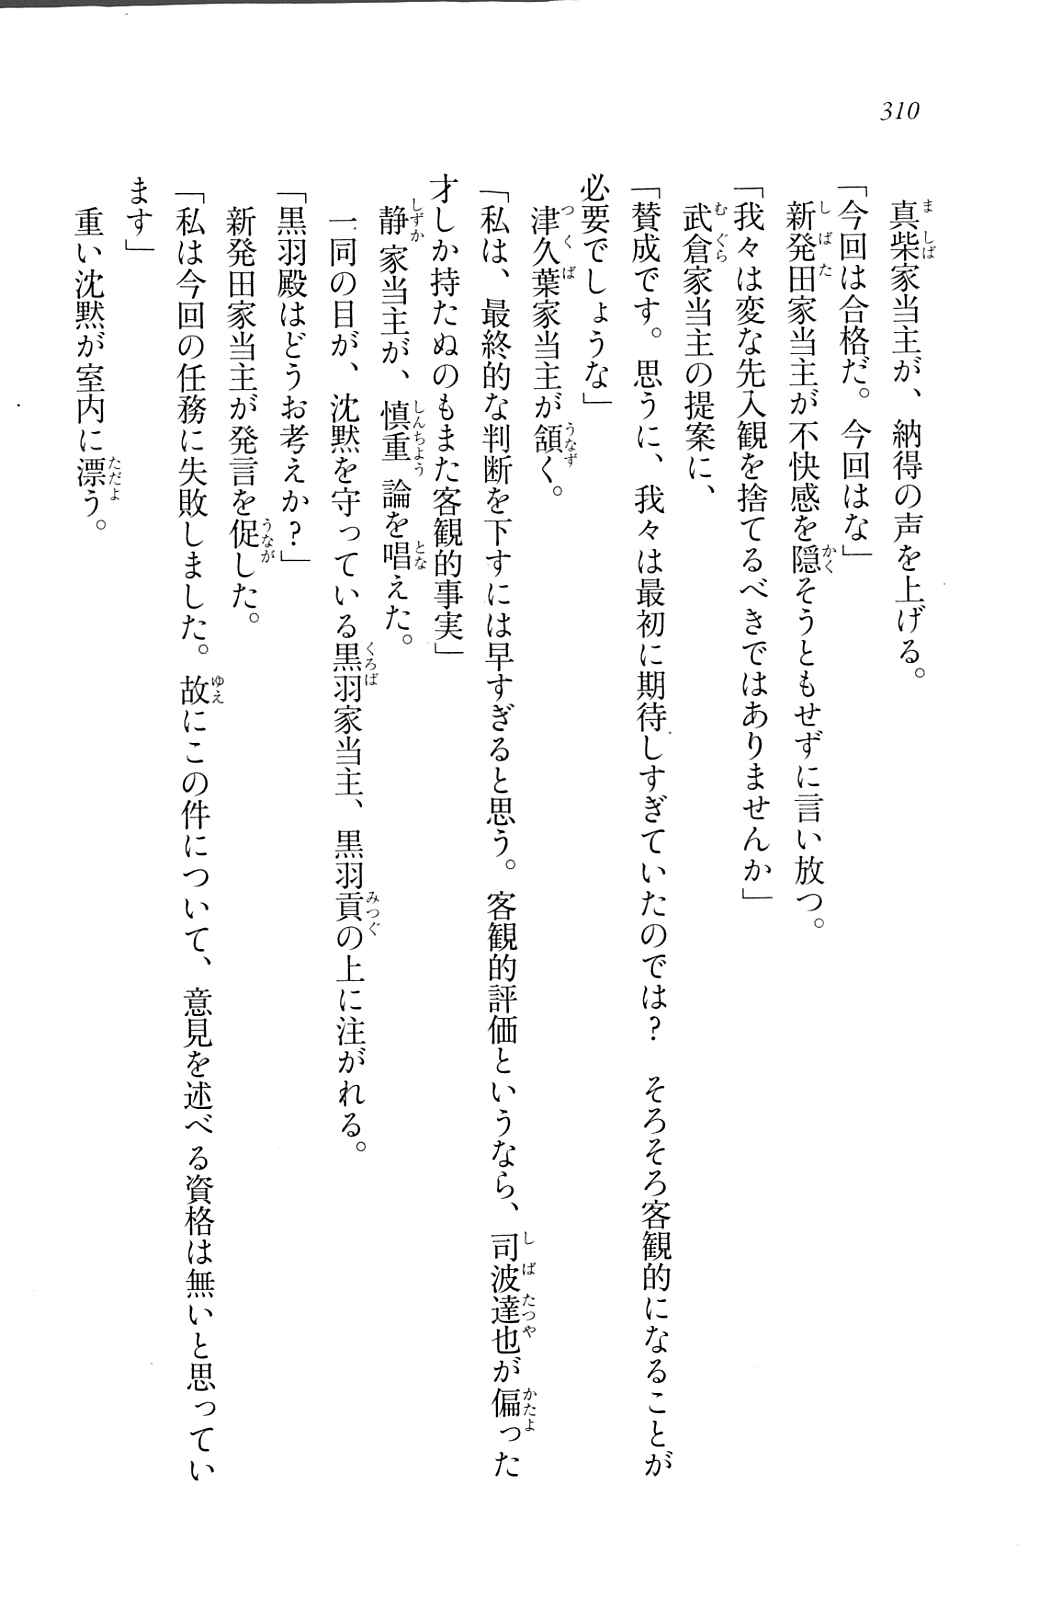 310
真柴家当主が、納得の声を上げる。
「今回は合格だ。今回はな」
新発田家当主が不快感を隠そうともせずに言い放つ。
「我々は変な先入観を捨てるべきではありませんか」
武倉家当主の提案に、
「賛成です。思うに、我々は最初に期待しすぎていたのでは？　そろそろ客観的になることが
必要でしょうな」
津久葉家当主が頷く。
「私は、最終的な判断を下すには早すぎると思う。客観的評価というなら、司波達也が偏った
才しか持たぬのもまた客観的事実」
静家当主が、慎重論を唱えた。
一同の目が、沈黙を守っている黒羽家当主、黒羽貢の上に注がれる。
「黒羽殿はどうお考えか？」
新発田家当主が発言を促した。
「私は今回の任務に失敗しました。故にこの件について、意見を述べる資格は無いと思ってい
ます」
重い沈黙が室内に漂う。